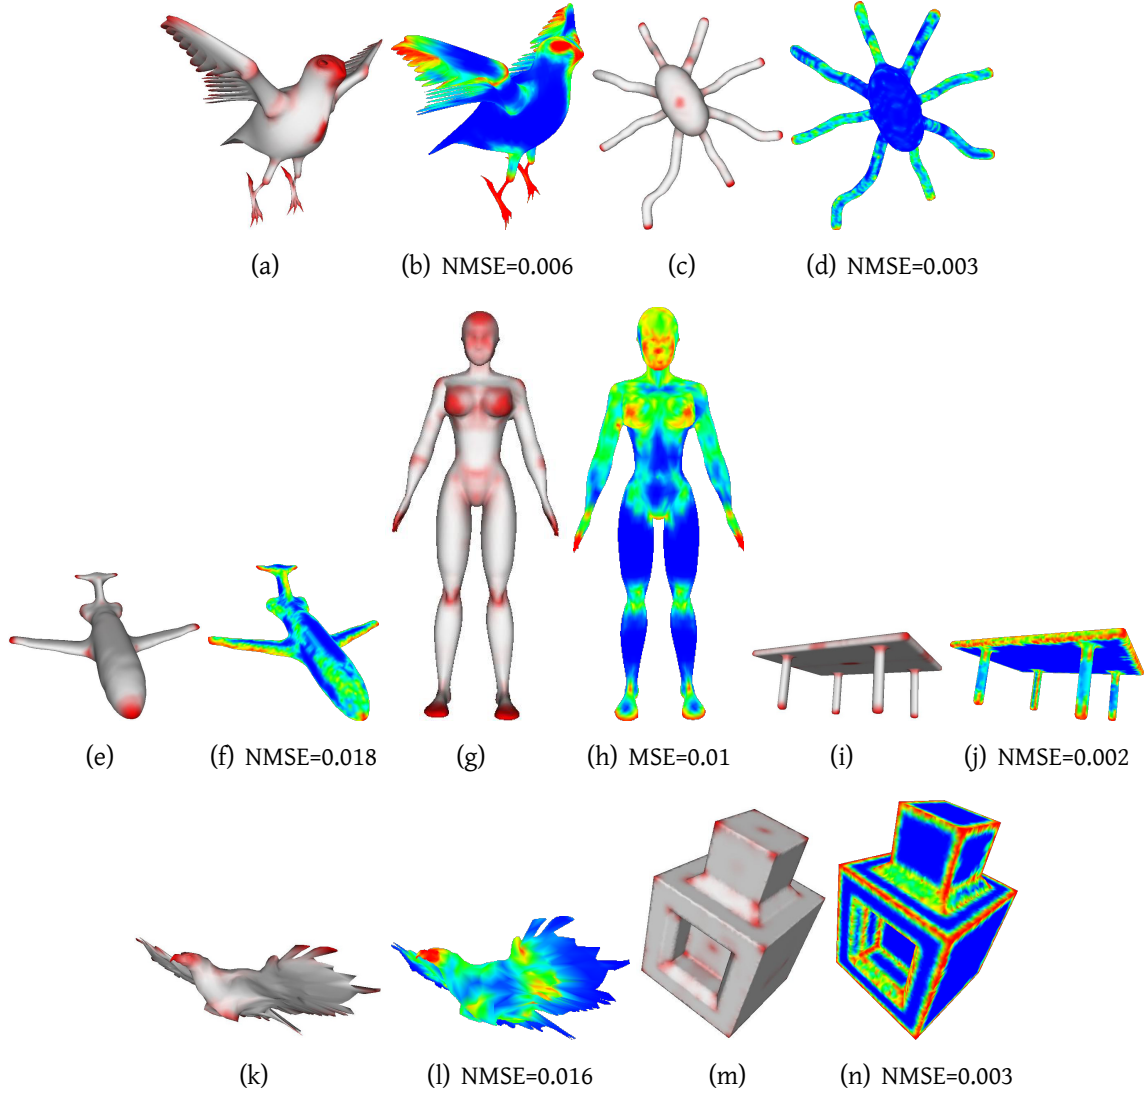 (a) (b) NMSE=0.006 (c) (d) NMSE=0.003
(e) (f) NMSE=0.018 (g) (h) MSE=0.01 (i) (j) NMSE=0.002
(k) (l) NMSE=0.016 (m) (n) NMSE=0.003